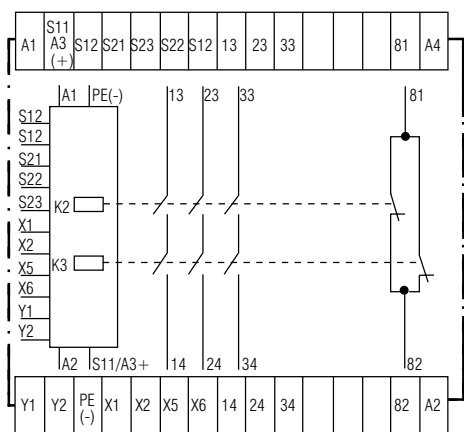 A1 S11 A3 (+) S12 S21 S23 S22 S12 13 23 33 81 A4
A1 PE(-) 13 23 33 81
S12
S12
S21
S22
S23
K2
X1
X2
X5
K3
X6
Y1
Y2
A2 S11/A3+ 14 24 34 82
Y1 Y2 PE (-) X1 X2 X5 X6 14 24 34 82 A2